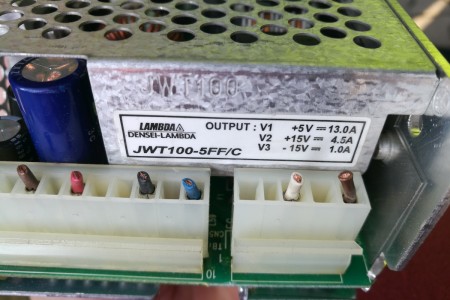 JWT100
LAMBDA OUTPUT : V1 +5V ⎓ 13.0A
DENSEI-LAMBDA V2 +15V ⎓ 4.5A
JWT100-5FF/C V3 -15V ⎓ 1.0A
10
1